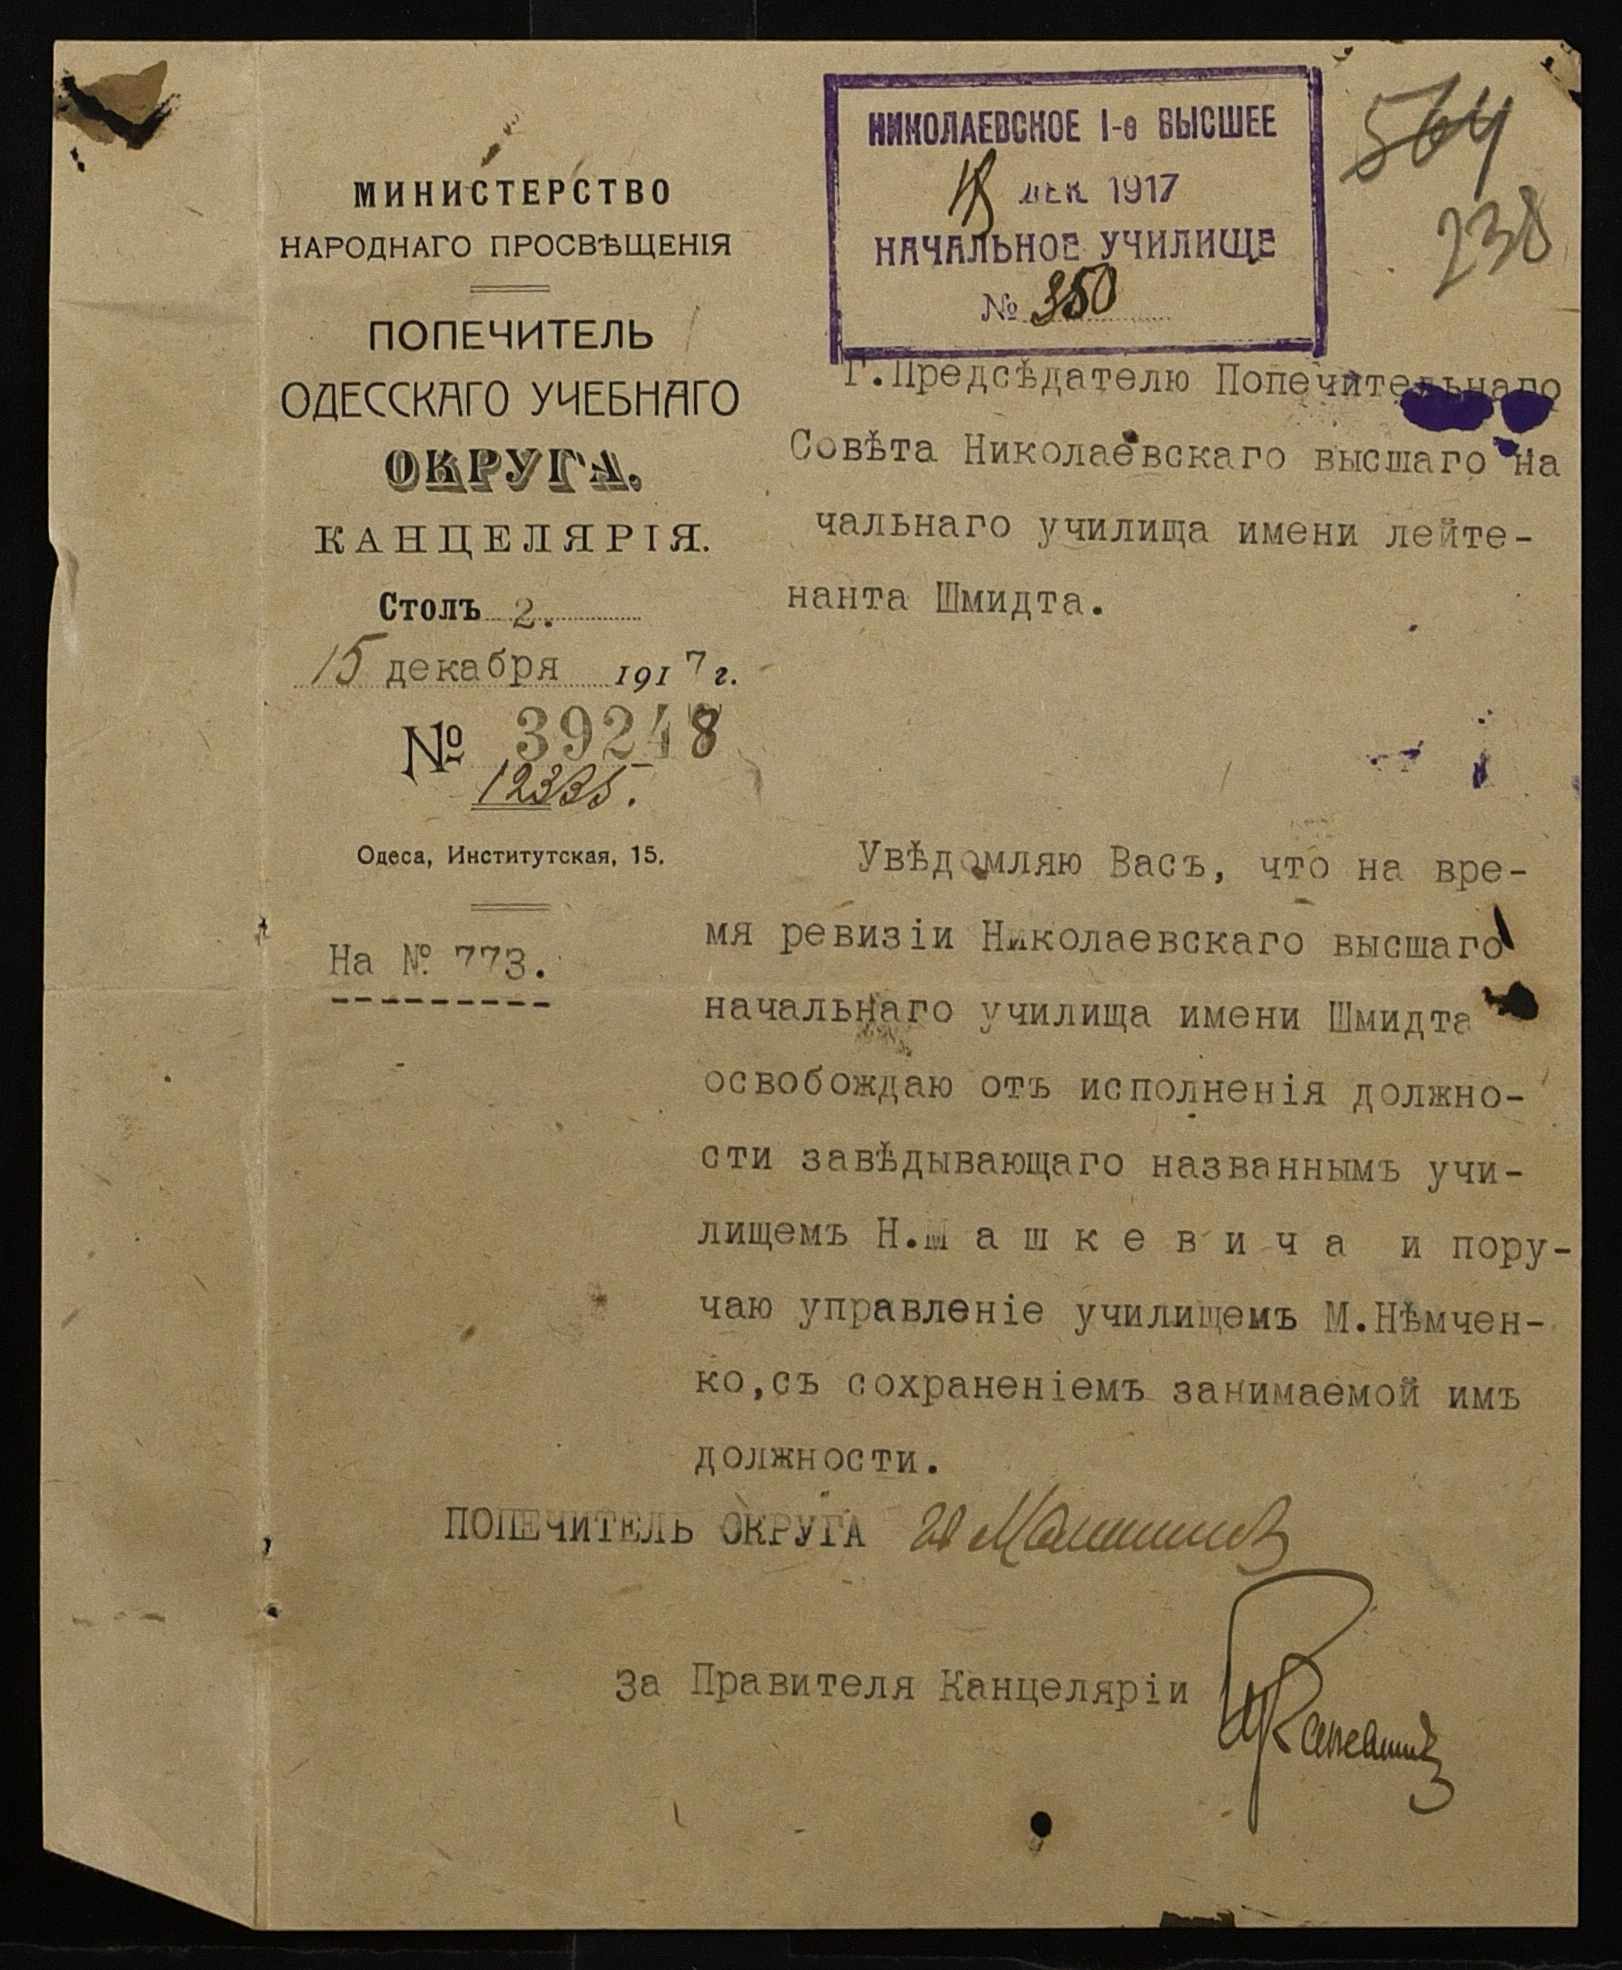 МИНИСТЕРСТВО
НАРОДНАГО ПРОСВѢЩЕНІЯ
ПОПЕЧИТЕЛЬ
ОДЕССКАГО УЧЕБНАГО
ОКРУГА.
КАНЦЕЛЯРІЯ.
Столъ 2.
15 декабря 1917 г.
№ 39248
12335.
Одеса, Институтская, 15.
На № 773.
НИКОЛАЕВСКОЕ 1-е ВЫСШЕЕ
18 ДЕК 1917
НАЧАЛЬНОЕ УЧИЛИЩЕ
№ 350
564
238
Г.Предсѣдателю Попечительнаго
Совѣта Николаевскаго высшаго на
чальнаго училища имени лейте-
нанта Шмидта.
Увѣдомляю Васъ, что на вре-
мя ревизіи Николаевскаго высшаго
начальнаго училища имени Шмидта
освобождаю отъ исполненія должно-
сти завѣдывающаго названнымъ учи-
лищемъ Н.М а ш к е в и ч а и пору-
чаю управленіе училищемъ М.Нѣмчен-
ко,съ сохраненіемъ занимаемой имъ
должности.
ПОПЕЧИТЕЛЬ ОКРУГА
За Правителя Канцеляріи